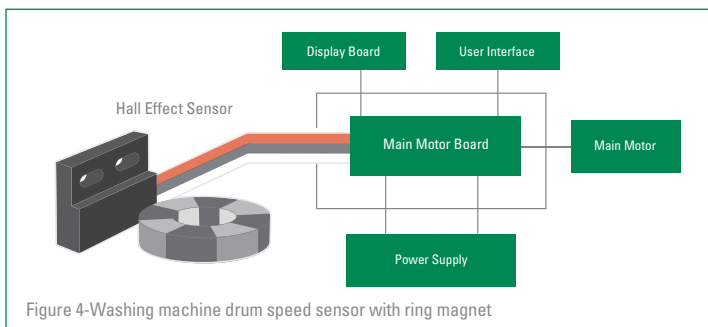 Display Board
User Interface
Hall Effect Sensor
Main Motor Board
Main Motor
Power Supply
Figure 4-Washing machine drum speed sensor with ring magnet